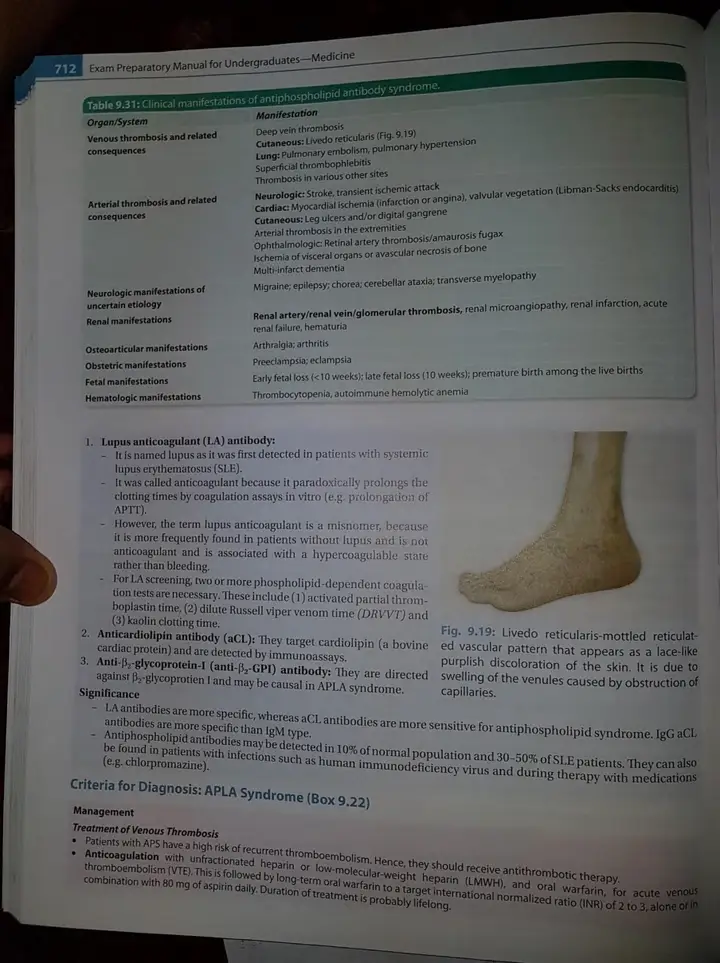 712 Exam Preparatory Manual for Undergraduates—Medicine
Table 9.31: Clinical manifestations of antiphospholipid antibody syndrome.
Organ/System Manifestation
Venous thrombosis and related consequences
Deep vein thrombosis
Cutaneous: Livedo reticularis (Fig. 9.19)
Lung: Pulmonary embolism, pulmonary hypertension
Superficial thrombophlebitis
Thrombosis in various other sites
Arterial thrombosis and related consequences
Neurologic: Stroke, transient ischemic attack
Cardiac: Myocardial ischemia (infarction or angina), valvular vegetation (Libman-Sacks endocarditis)
Cutaneous: Leg ulcers and/or digital gangrene
Arterial thrombosis in the extremities
Ophthalmologic: Retinal artery thrombosis/amaurosis fugax
Ischemia of visceral organs or avascular necrosis of bone
Multi-infarct dementia
Neurologic manifestations of uncertain etiology
Migraine; epilepsy; chorea; cerebellar ataxia; transverse myelopathy
Renal manifestations
Renal artery/renal vein/glomerular thrombosis, renal microangiopathy, renal infarction, acute
renal failure, hematuria
Osteoarticular manifestations Arthralgia; arthritis
Obstetric manifestations Preeclampsia; eclampsia
Fetal manifestations Early fetal loss (<10 weeks); late fetal loss (10 weeks); premature birth among the live births
Hematologic manifestations Thrombocytopenia, autoimmune hemolytic anemia
1. Lupus anticoagulant (LA) antibody:
– It is named lupus as it was first detected in patients with systemic
lupus erythematosus (SLE).
– It was called anticoagulant because it paradoxically prolongs the
clotting times by coagulation assays in vitro (e.g. prolongation of
APTT).
– However, the term lupus anticoagulant is a misnomer, because
it is more frequently found in patients without lupus and is not
anticoagulant and is associated with a hypercoagulable state
rather than bleeding.
– For LA screening, two or more phospholipid-dependent coagula-
tion tests are necessary. These include (1) activated partial throm-
boplastin time, (2) dilute Russell viper venom time (DRVVT) and
(3) kaolin clotting time.
2. Anticardiolipin antibody (aCL): They target cardiolipin (a bovine
cardiac protein) and are detected by immunoassays.
3. Anti-β₂-glycoprotein-I (anti-β₂-GPI) antibody: They are directed
against β₂-glycoprotien I and may be causal in APLA syndrome.
Fig. 9.19: Livedo reticularis-mottled reticulat-
ed vascular pattern that appears as a lace-like
purplish discoloration of the skin. It is due to
swelling of the venules caused by obstruction of
capillaries.
Significance
– LA antibodies are more specific, whereas aCL antibodies are more sensitive for antiphospholipid syndrome. IgG aCL
antibodies are more specific than IgM type.
– Antiphospholipid antibodies may be detected in 10% of normal population and 30–50% of SLE patients. They can also
be found in patients with infections such as human immunodeficiency virus and during therapy with medications
(e.g. chlorpromazine).
Criteria for Diagnosis: APLA Syndrome (Box 9.22)
Management
Treatment of Venous Thrombosis
• Patients with APS have a high risk of recurrent thromboembolism. Hence, they should receive antithrombotic therapy.
• Anticoagulation with unfractionated heparin or low-molecular-weight heparin (LMWH), and oral warfarin, for acute venous
thromboembolism (VTE). This is followed by long-term oral warfarin to a target international normalized ratio (INR) of 2 to 3, alone or in
combination with 80 mg of aspirin daily. Duration of treatment is probably lifelong.